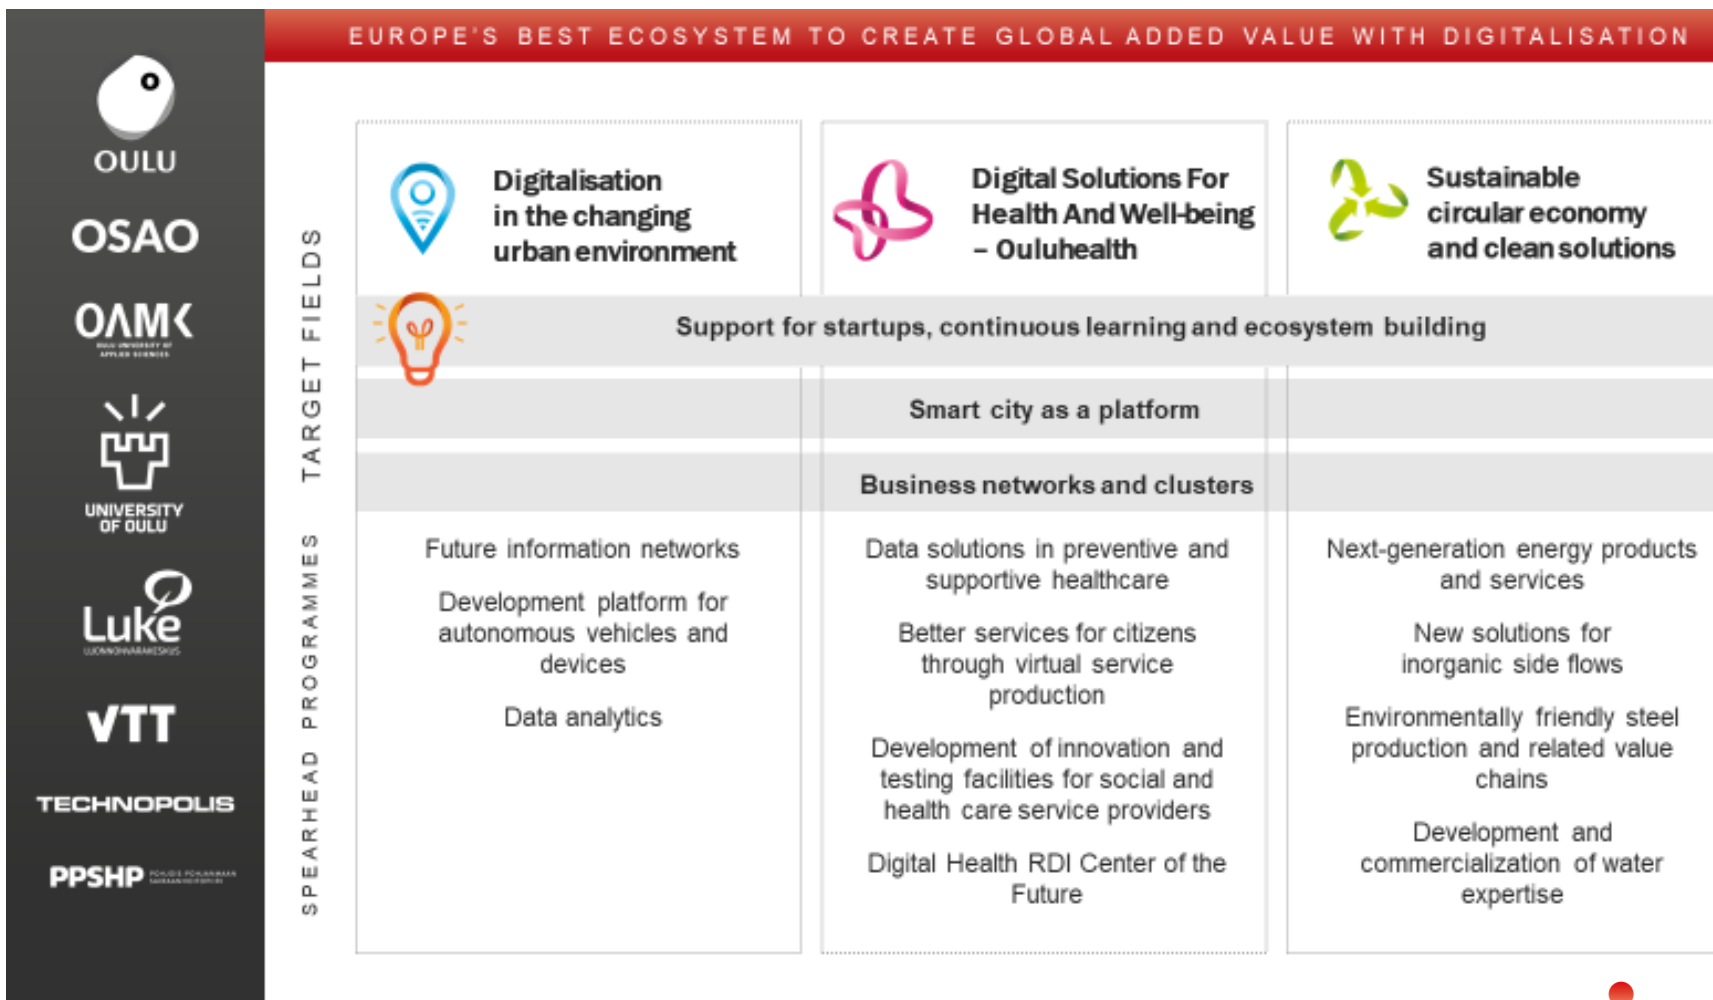 EUROPE'S BEST ECOSYSTEM TO CREATE GLOBAL ADDED VALUE WITH DIGITALISATION
OULU
OSAO
OAMK
OULU UNIVERSITY OF
APPLIED SCIENCES
UNIVERSITY
OF OULU
Luke
LUONNONVARAKESKUS
VTT
TECHNOPOLIS
PPSHP
TARGET FIELDS
SPEARHEAD PROGRAMMES
Digitalisation
in the changing
urban environment
Digital Solutions For
Health And Well-being
– Ouluhealth
Sustainable
circular economy
and clean solutions
Support for startups, continuous learning and ecosystem building
Smart city as a platform
Business networks and clusters
Future information networks
Development platform for
autonomous vehicles and
devices
Data analytics
Data solutions in preventive and
supportive healthcare
Better services for citizens
through virtual service
production
Development of innovation and
testing facilities for social and
health care service providers
Digital Health RDI Center of the
Future
Next-generation energy products
and services
New solutions for
inorganic side flows
Environmentally friendly steel
production and related value
chains
Development and
commercialization of water
expertise